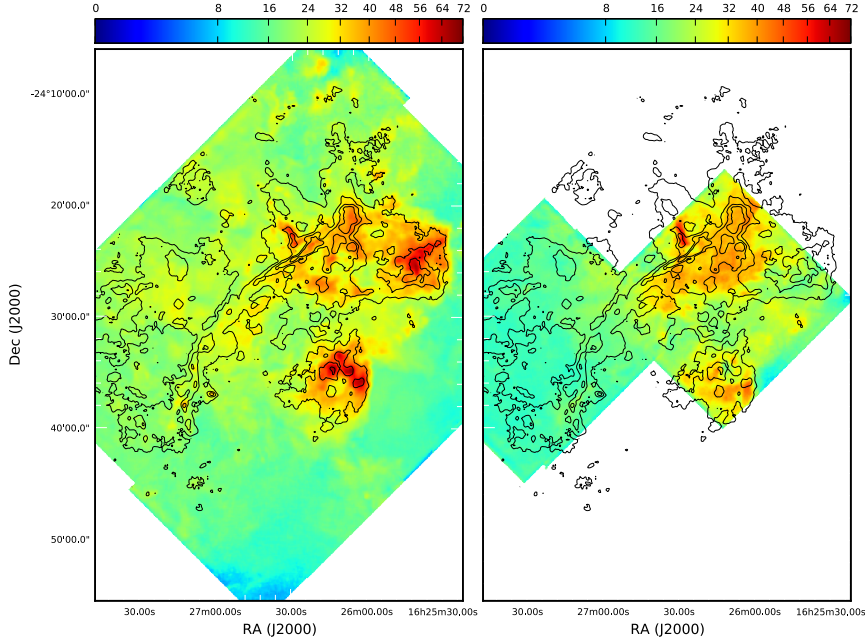 0 8 16 24 32 40 48 56 64 72
0 8 16 24 32 40 48 56 64 72
-24°10'00.0"
20'00.0"
30'00.0"
40'00.0"
50'00.0"
Dec (J2000)
30.00s 27m00.00s 30.00s 26m00.00s 16h25m30.00s
30.00s 27m00.00s 30.00s 26m00.00s 16h25m30.00s
RA (J2000)
RA (J2000)